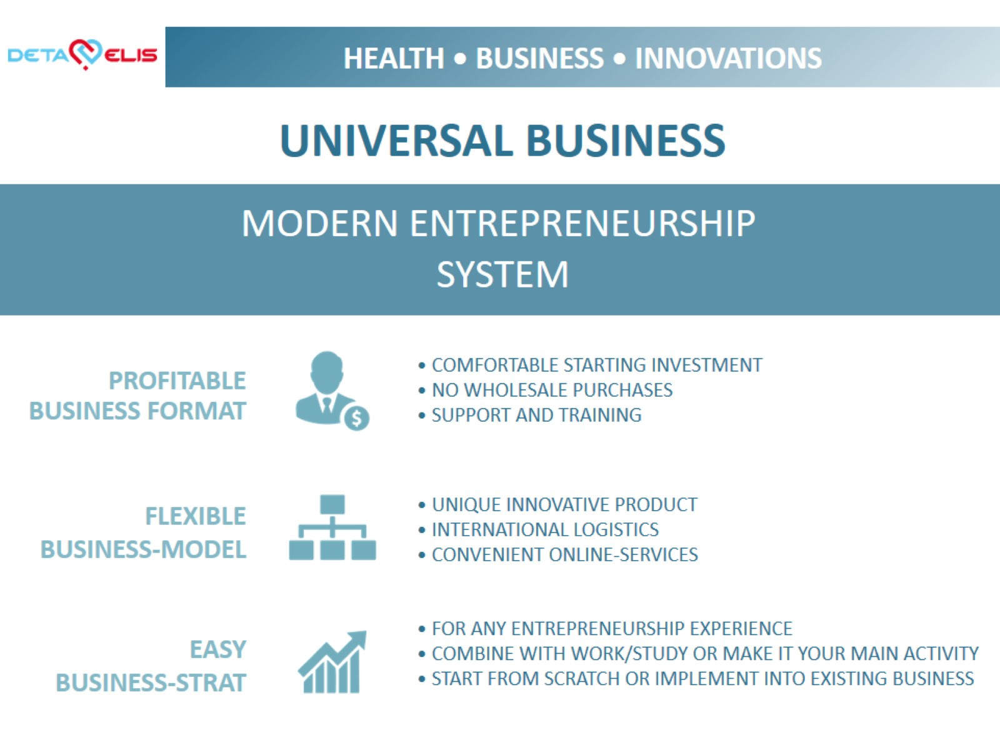 DETA ELIS
HEALTH • BUSINESS • INNOVATIONS
UNIVERSAL BUSINESS
MODERN ENTREPRENEURSHIP
SYSTEM
PROFITABLE
BUSINESS FORMAT
$
• COMFORTABLE STARTING INVESTMENT
• NO WHOLESALE PURCHASES
• SUPPORT AND TRAINING
FLEXIBLE
BUSINESS-MODEL
• UNIQUE INNOVATIVE PRODUCT
• INTERNATIONAL LOGISTICS
• CONVENIENT ONLINE-SERVICES
EASY
BUSINESS-STRAT
• FOR ANY ENTREPRENEURSHIP EXPERIENCE
• COMBINE WITH WORK/STUDY OR MAKE IT YOUR MAIN ACTIVITY
• START FROM SCRATCH OR IMPLEMENT INTO EXISTING BUSINESS